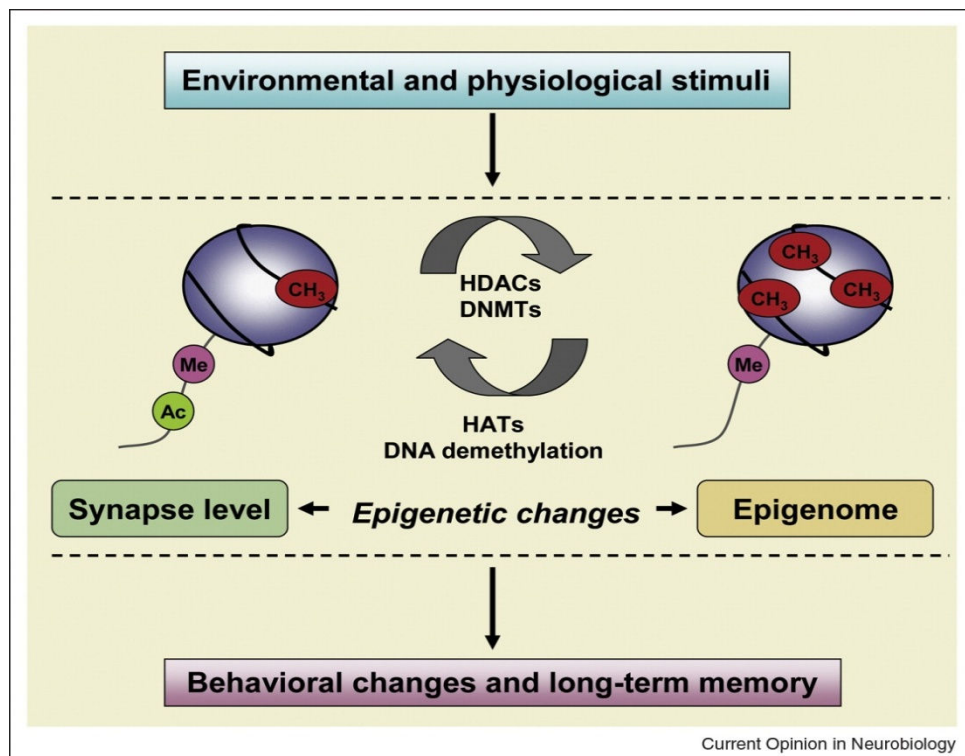 Environmental and physiological stimuli
CH₃
Me
Ac
HDACs
DNMTs
HATs
DNA demethylation
CH₃
CH₃
CH₃
Me
Synapse level
Epigenetic changes
Epigenome
Behavioral changes and long-term memory
Current Opinion in Neurobiology